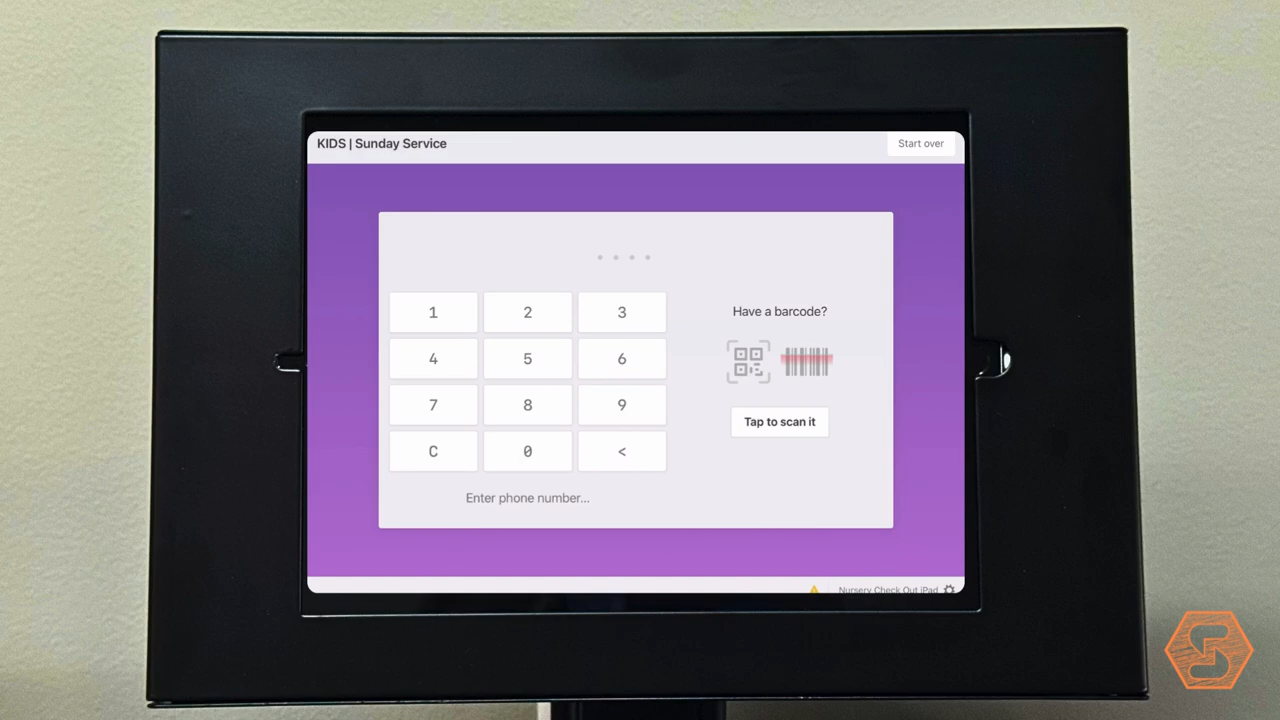 KIDS | Sunday Service
Start over
1 2 3
Have a barcode?
4 5 6
7 8 9
Tap to scan it
C 0 <
Enter phone number...
Nursery Check Out iPad